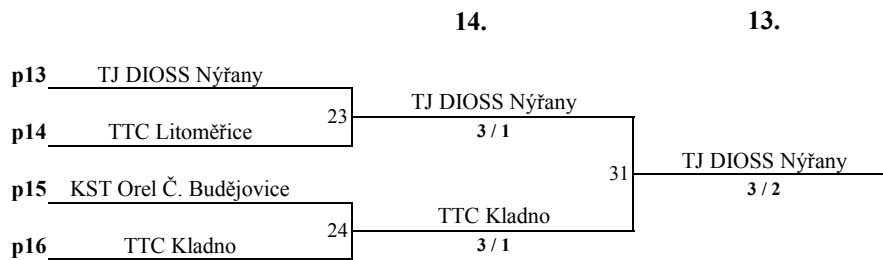 14. 13.
p13 TJ DIOSS Nýřany
23 TJ DIOSS Nýřany
p14 TTC Litoměřice 3 / 1
31 TJ DIOSS Nýřany
p15 KST Orel Č. Budějovice 3 / 2
24 TTC Kladno
p16 TTC Kladno 3 / 1